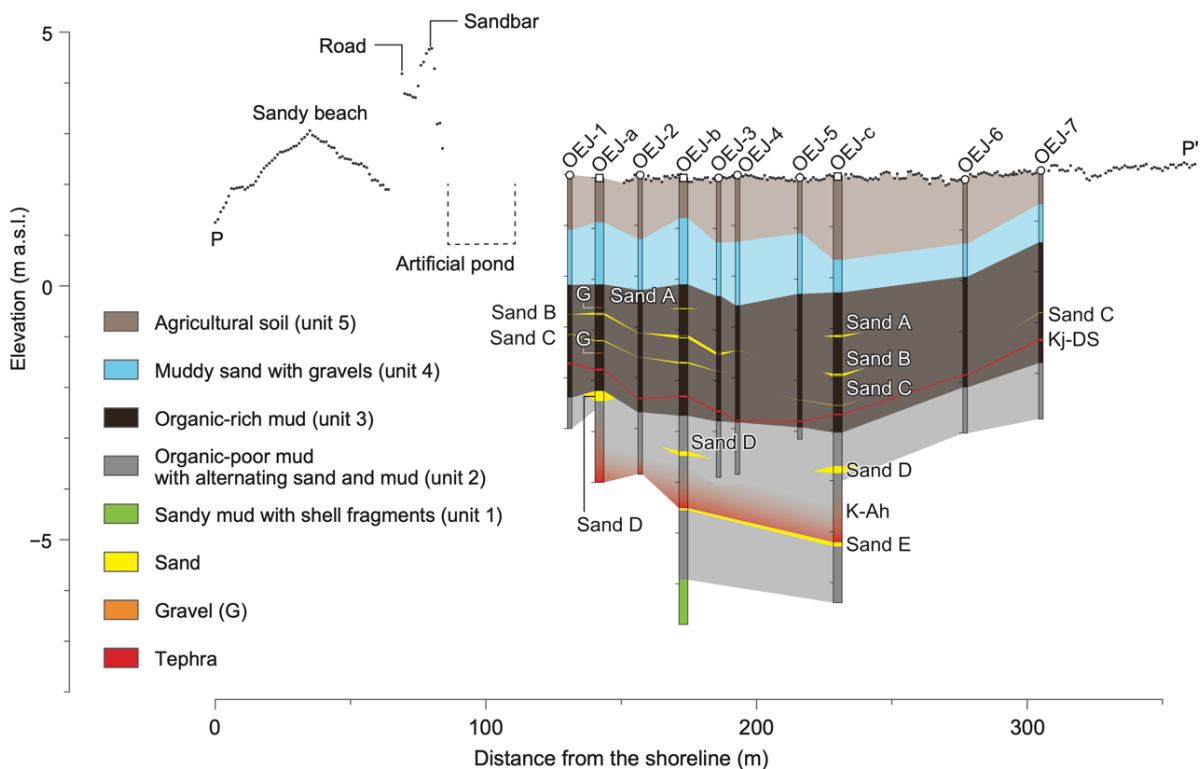 5
0
−5
Elevation (m a.s.l.)
Sandbar
Road
Sandy beach
P
Artificial pond
OEJ-1
OEJ-a
OEJ-2
OEJ-b
OEJ-3
OEJ-4
OEJ-5
OEJ-c
OEJ-6
OEJ-7
P'
G
Sand A
Sand B
Sand C
G
Sand A
Sand B
Sand C
Sand C
Kj-DS
Sand D
Sand D
Sand D
K-Ah
Sand E
Agricultural soil (unit 5)
Muddy sand with gravels (unit 4)
Organic-rich mud (unit 3)
Organic-poor mud
with alternating sand and mud (unit 2)
Sandy mud with shell fragments (unit 1)
Sand
Gravel (G)
Tephra
0
100
200
300
Distance from the shoreline (m)